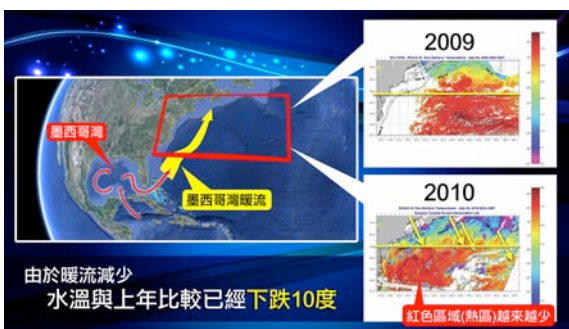 2009
墨西哥灣
墨西哥灣暖流
2010
由於暖流減少
水溫與上年比較已經下跌10度
紅色區域(熱區)越來越少